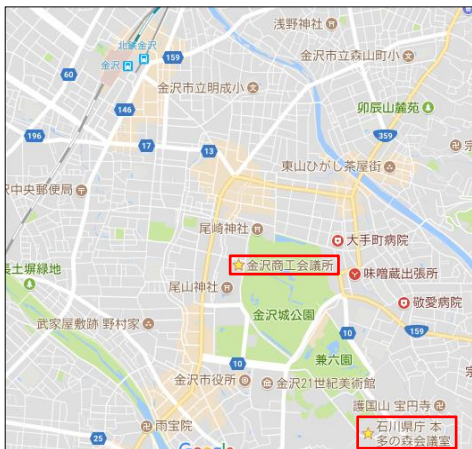 浅野神社
北鉄金沢
159
金沢
金沢市立森山町小
60
金沢市立明成小
146
卯辰山麓苑
196
17
13
359
東山ひがし茶屋街
中央郵便局
尾崎神社
大手町病院
金沢商工会議所
味噌蔵出張所
長土塀緑地
尾山神社
敬愛病院
金沢城公園
武家屋敷跡 野村家
10
159
兼六園
10
金沢市役所
金沢21世紀美術館
護国山 宝円寺
雨宝院
石川県庁 本
多の森会議室
25
Google